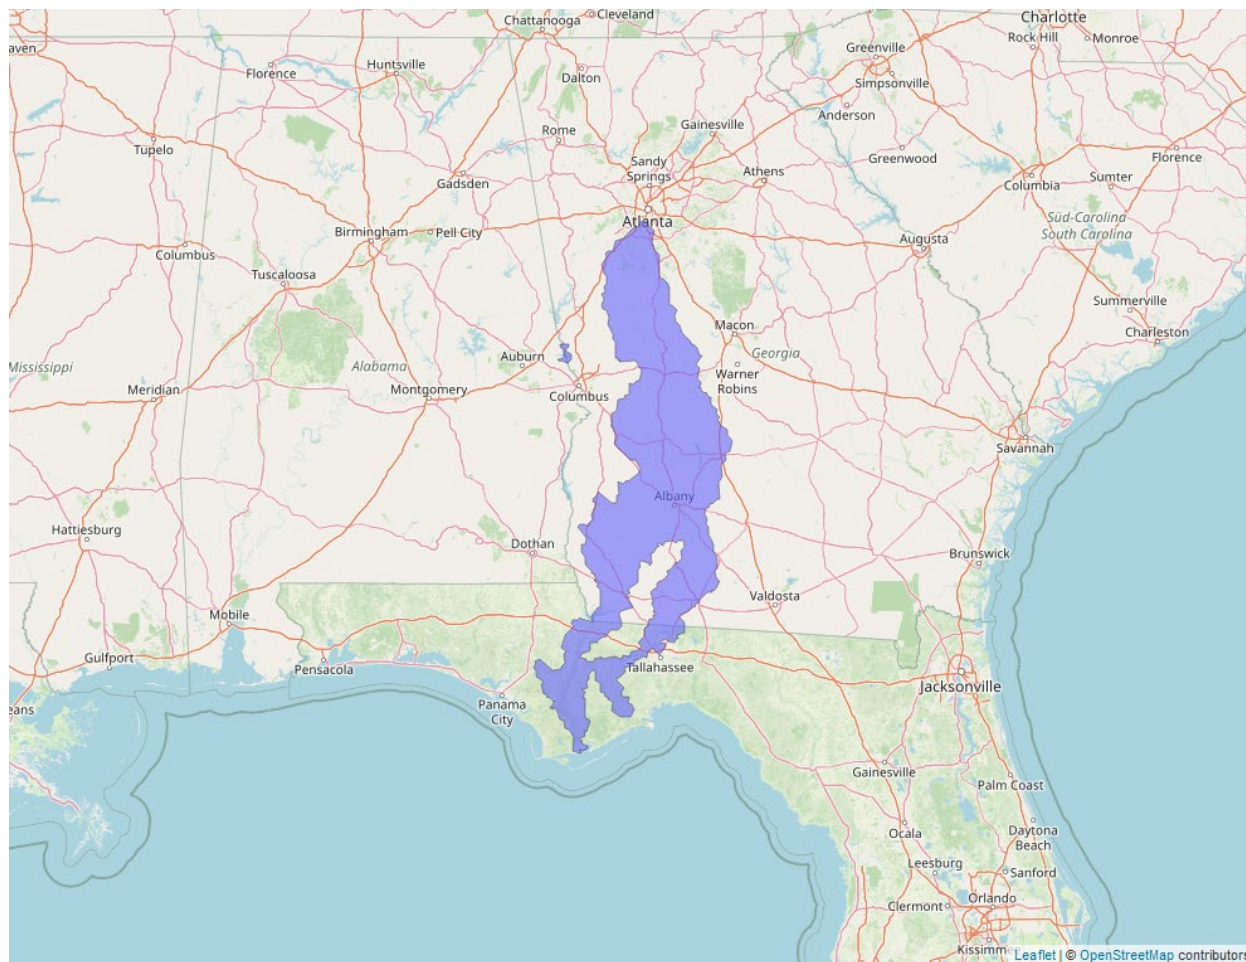 Chattanooga
Cleveland
Charlotte
Rock Hill
Monroe
aven
Florence
Huntsville
Dalton
Greenville
Simpsonville
Anderson
Tupelo
Rome
Gainesville
Greenwood
Florence
Gadsden
Sandy
Springs
Athens
Columbia
Sumter
Atlanta
Süd-Carolina
South Carolina
Birmingham
Pell City
Augusta
Columbus
Tuscaloosa
Summerville
Charleston
Macon
Georgia
Auburn
Mississippi
Alabama
Warner
Robins
Meridian
Montgomery
Columbus
Savannah
Albany
Hattiesburg
Dothan
Brunswick
Valdosta
Mobile
Gulfport
Pensacola
Tallahassee
Jacksonville
eans
Panama
City
Gainesville
Palm Coast
Ocala
Daytona
Beach
Leesburg
Sanford
Orlando
Clermont
Kissimmee
Leaflet | © OpenStreetMap contributors